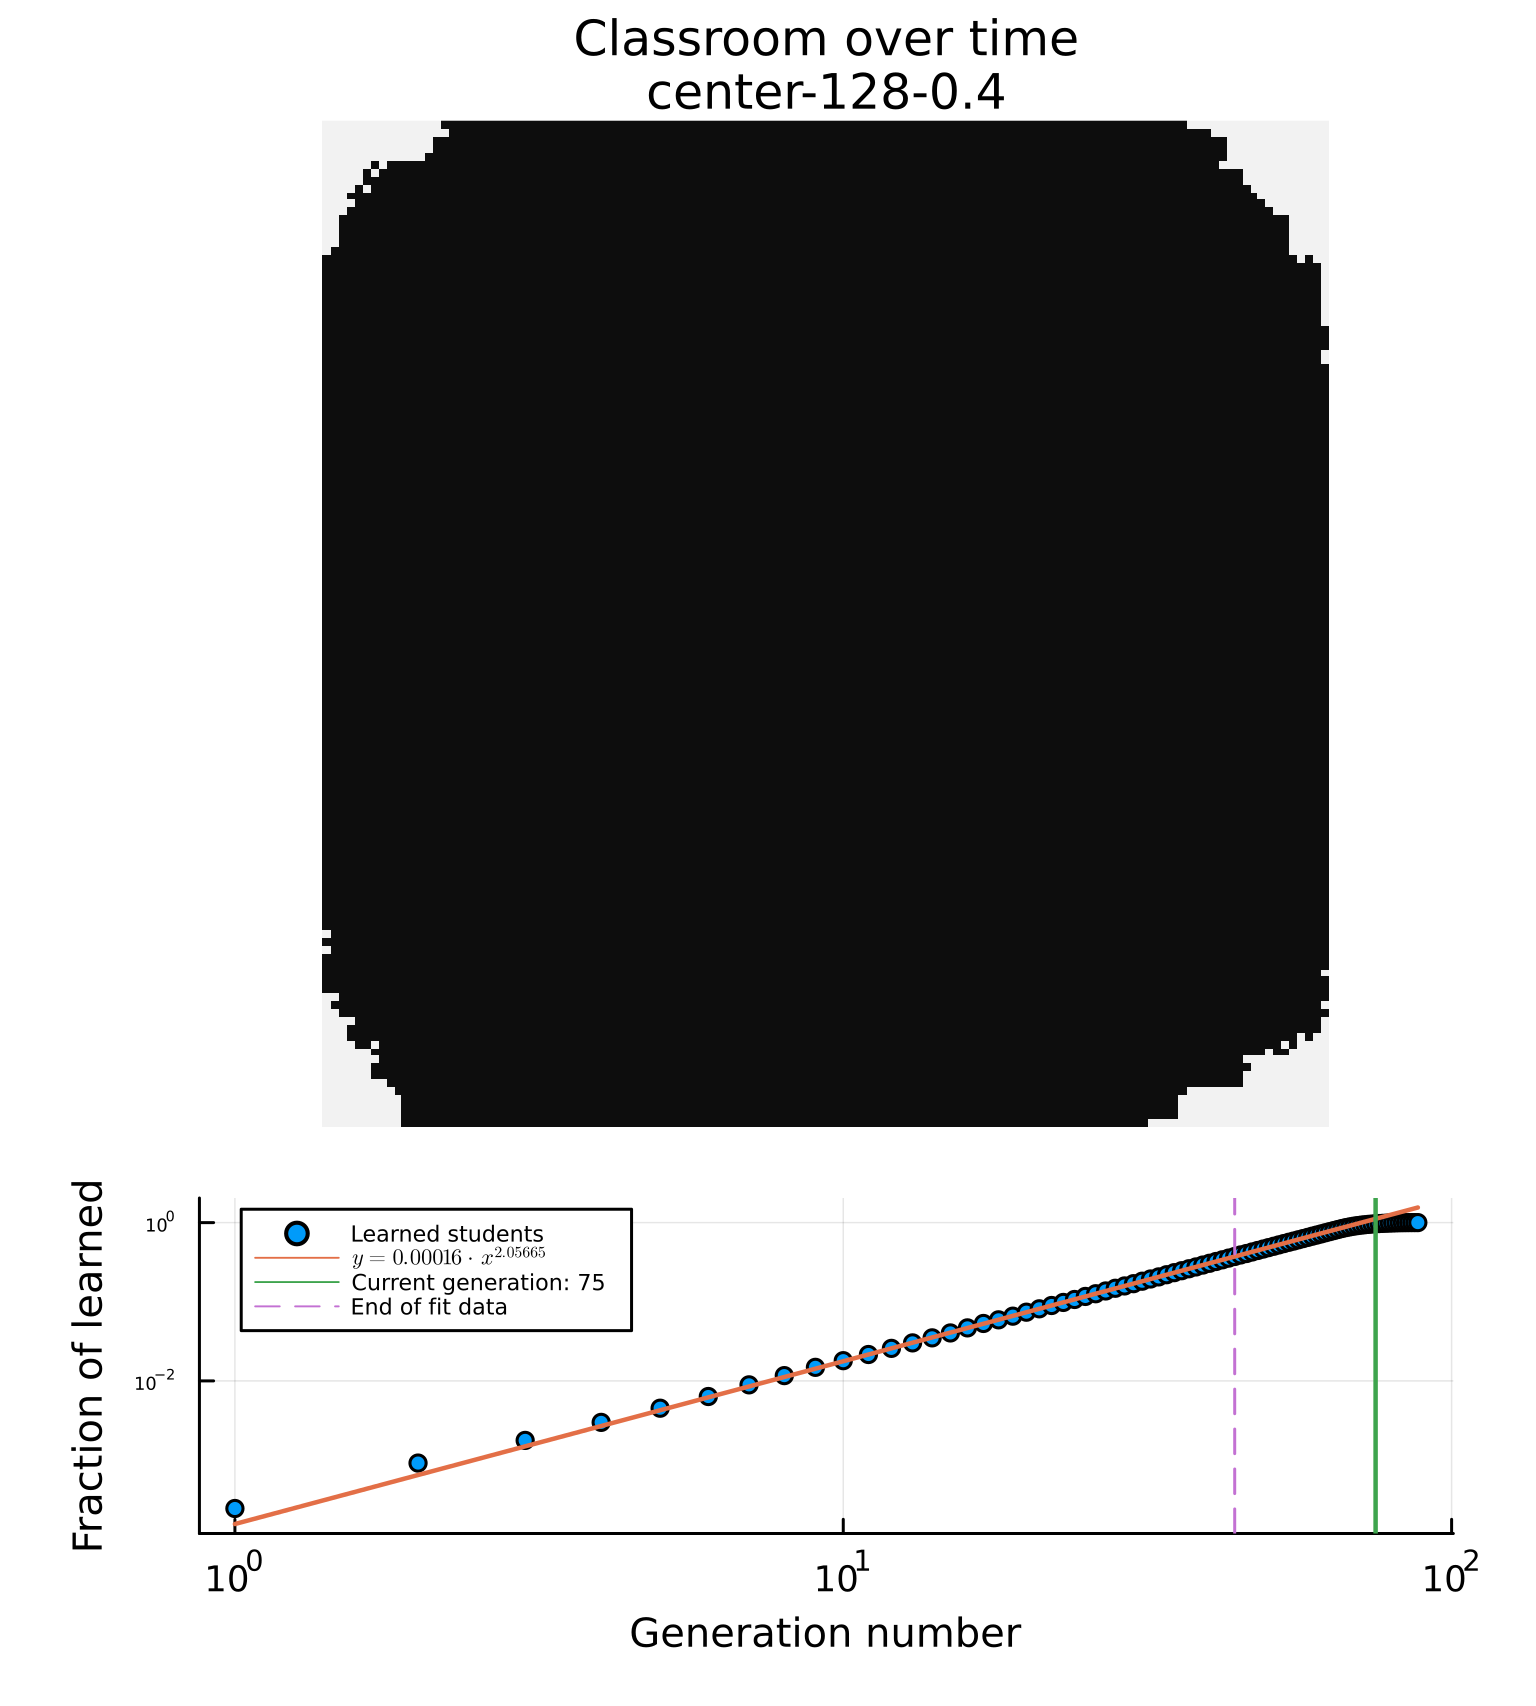 Classroom over time
center-128-0.4
Fraction of learned
10^0
10^−2
Learned students
y = 0.00016 · x^2.05665
Current generation: 75
End of fit data
10^0 10^1 10^2
Generation number